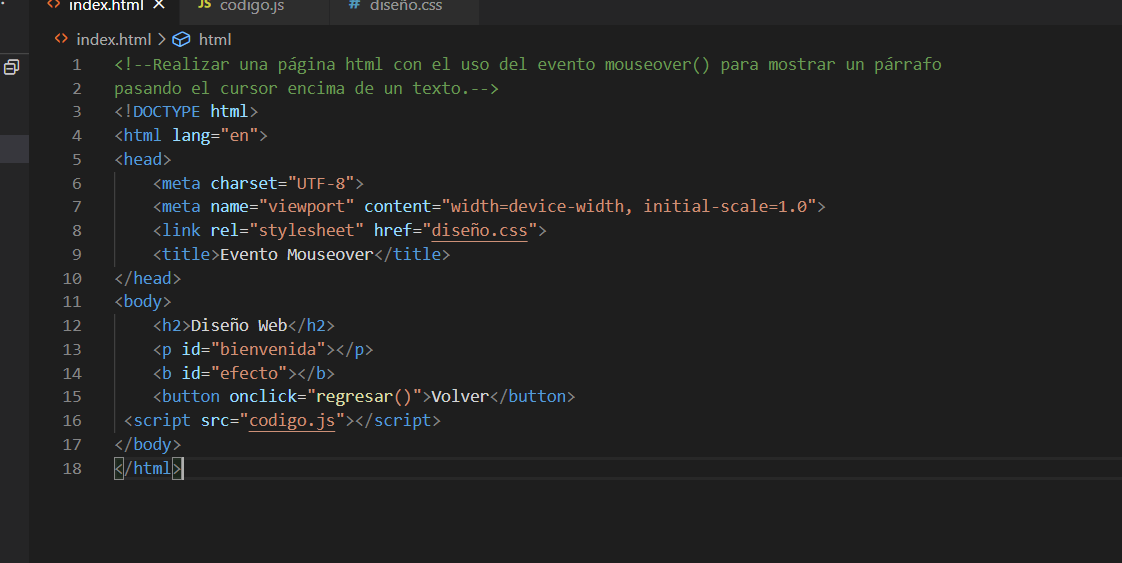 index.html × JS codigo.js # diseño.css
index.html > html
1 <!--Realizar una página html con el uso del evento mouseover() para mostrar un párrafo
2 pasando el cursor encima de un texto.-->
3 <!DOCTYPE html>
4 <html lang="en">
5 <head>
6 <meta charset="UTF-8">
7 <meta name="viewport" content="width=device-width, initial-scale=1.0">
8 <link rel="stylesheet" href="diseño.css">
9 <title>Evento Mouseover</title>
10 </head>
11 <body>
12 <h2>Diseño Web</h2>
13 <p id="bienvenida"></p>
14 <b id="efecto"></b>
15 <button onclick="regresar()">Volver</button>
16 <script src="codigo.js"></script>
17 </body>
18 </html>